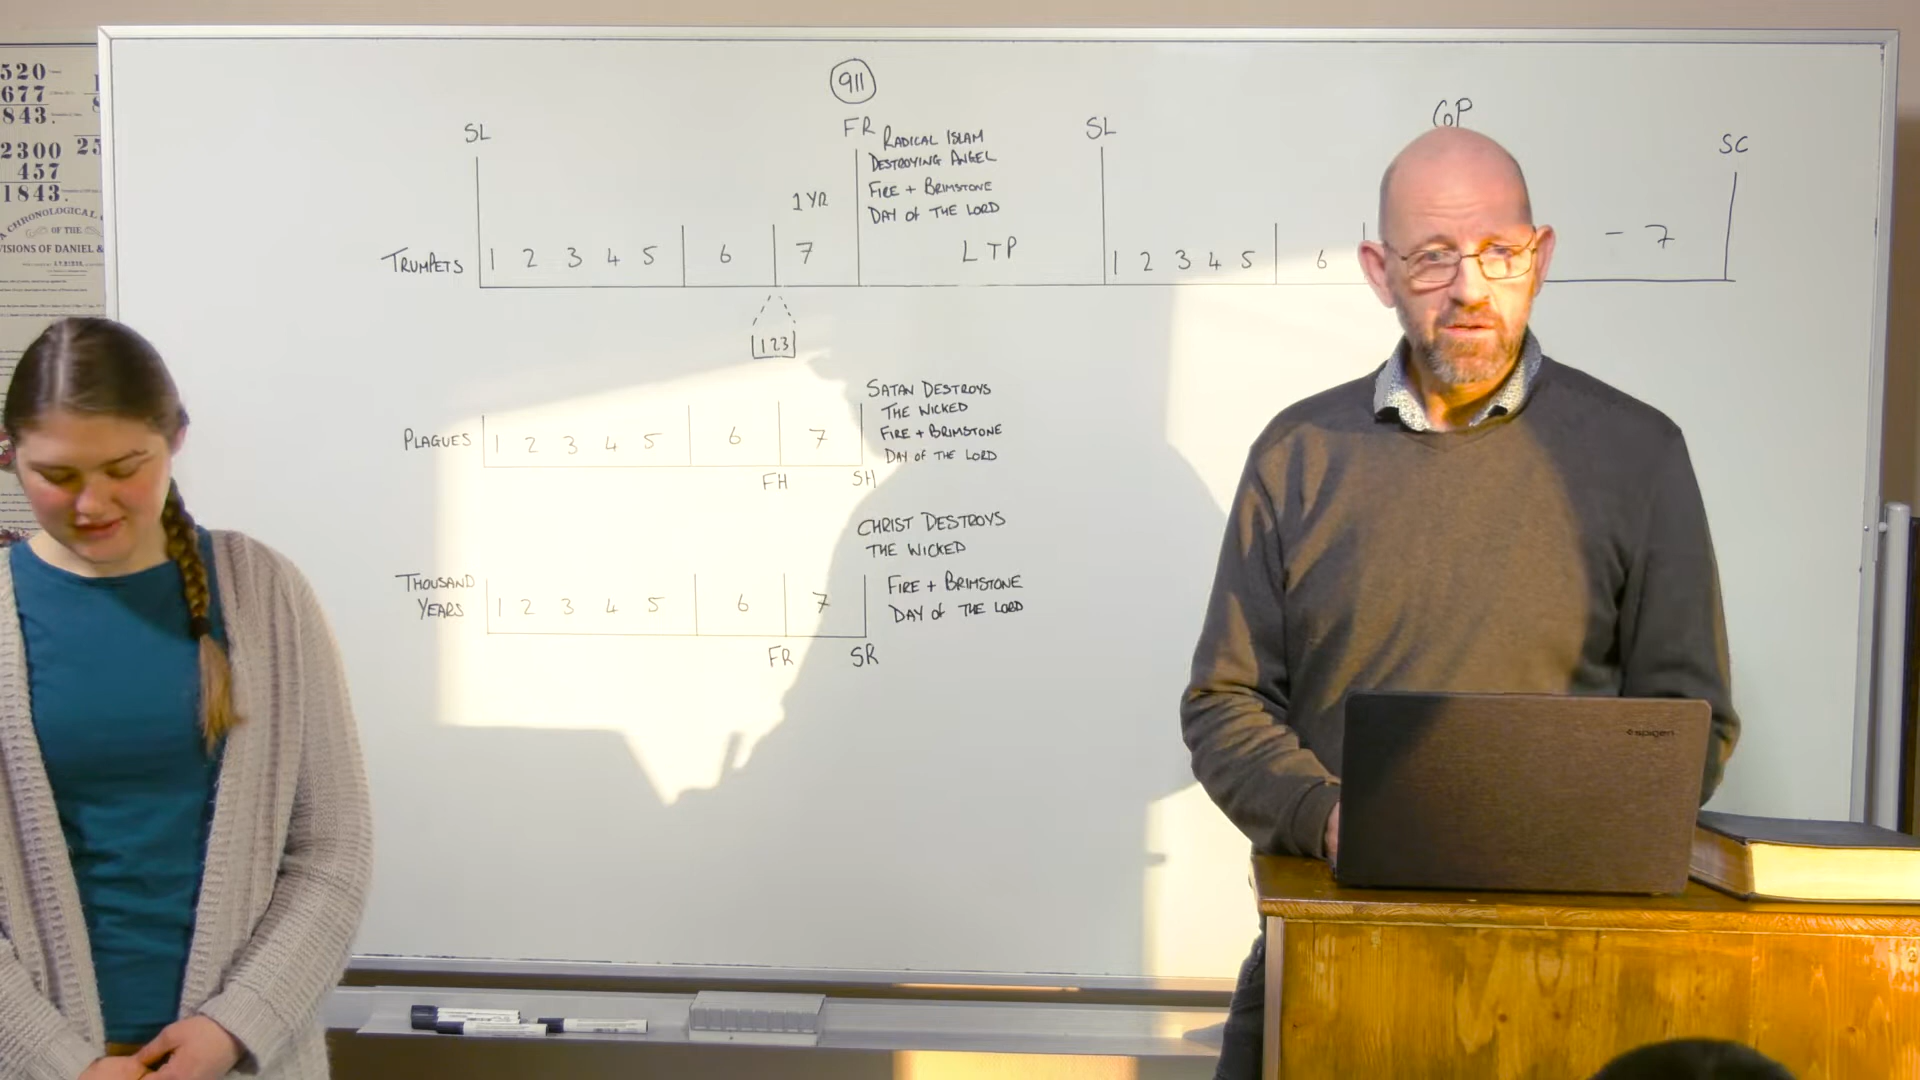 520
677
1843.
2300
457
1843.
25
A CHRONOLOGICAL
OF THE
VISIONS OF DANIEL &
911
SL
FR
RADICAL ISLAM
DESTROYING ANGEL
FIRE + BRIMSTONE
DAY of THE LORD
SL
CoP
SC
1 YR
TRUMPETS 1 2 3 4 5 6 7 LTP 1 2 3 4 5 6 - 7
123
SATAN DESTROYS
THE WICKED
FIRE + BRIMSTONE
DAY of THE LORD
PLAGUES 1 2 3 4 5 6 7
FH SH
CHRIST DESTROYS
THE WICKED
FIRE + BRIMSTONE
DAY of THE LORD
THOUSAND
YEARS 1 2 3 4 5 6 7
FR SR
spigen